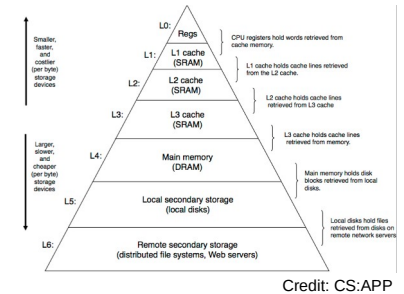 Smaller,
faster,
and
costlier
(per byte)
storage
devices
Larger,
slower,
and
cheaper
(per byte)
storage
devices
L0:
Regs
CPU registers hold words retrieved from
cache memory.
L1:
L1 cache
(SRAM)
L1 cache holds cache lines retrieved
from the L2 cache.
L2:
L2 cache
(SRAM)
L2 cache holds cache lines
retrieved from L3 cache
L3:
L3 cache
(SRAM)
L3 cache holds cache lines
retrieved from memory.
L4:
Main memory
(DRAM)
Main memory holds disk
blocks retrieved from local
disks.
L5:
Local secondary storage
(local disks)
Local disks hold files
retrieved from disks on
remote network servers
L6:
Remote secondary storage
(distributed file systems, Web servers)
Credit: CS:APP